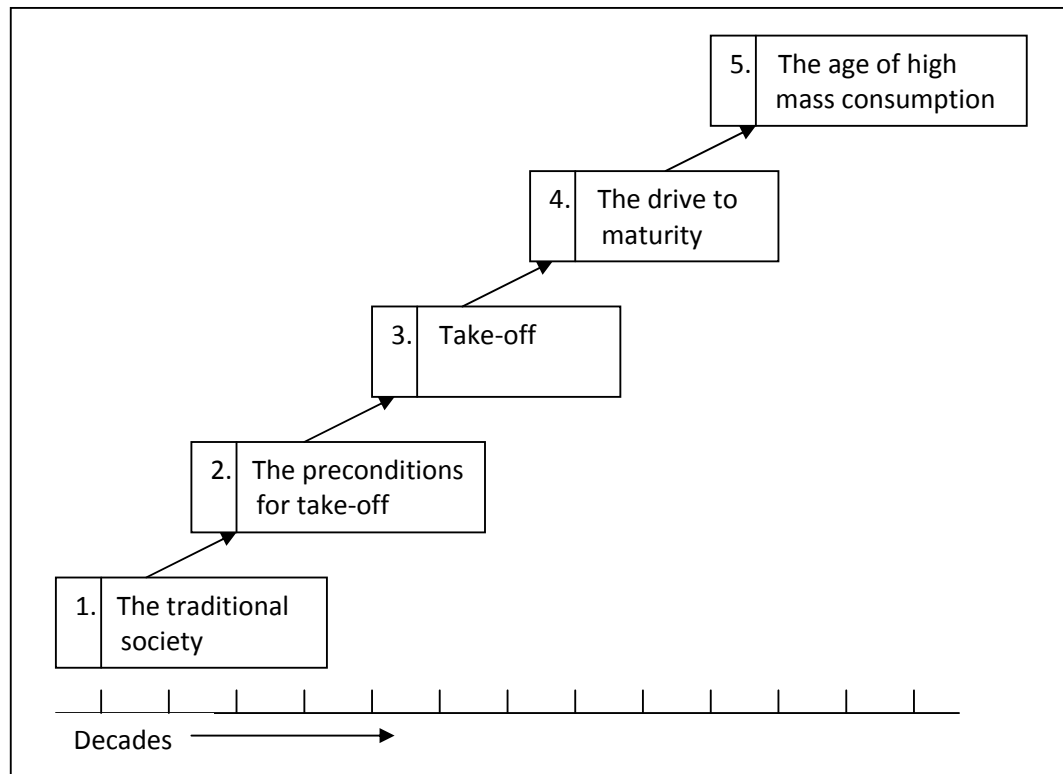 5. The age of high
mass consumption
4. The drive to
maturity
3. Take-off
2. The preconditions
for take-off
1. The traditional
society
Decades